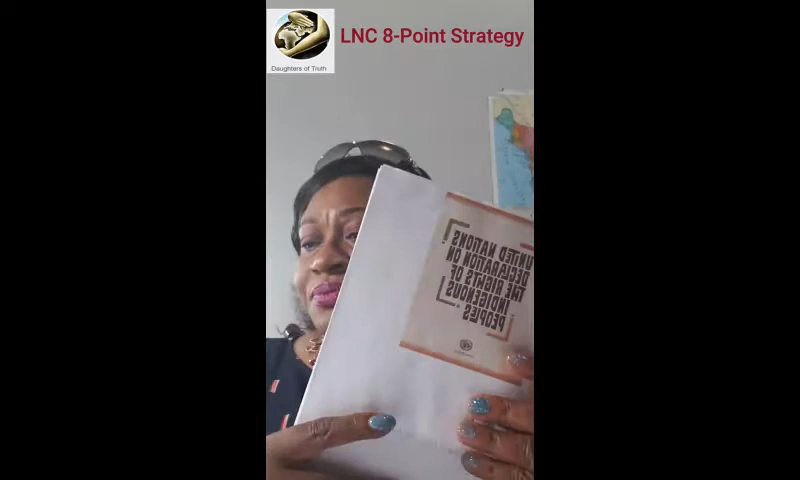 LNC 8-Point Strategy
Daughters of Truth
UNITED NATIONS
DECLARATION ON
THE RIGHTS OF
INDIGENOUS
PEOPLES